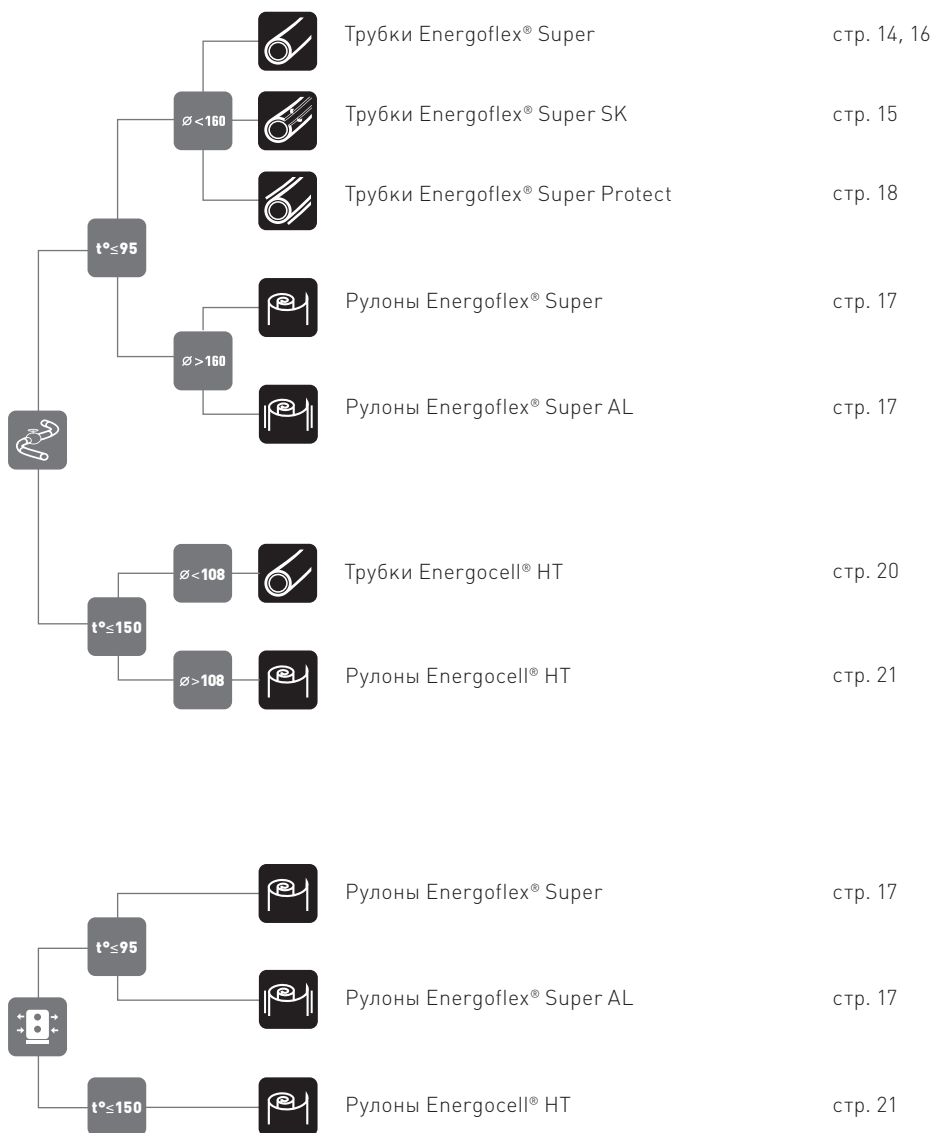 Трубки Energoflex® Super стр. 14, 16
ø<160 Трубки Energoflex® Super SK стр. 15
Трубки Energoflex® Super Protect стр. 18
t°≤95
Рулоны Energoflex® Super стр. 17
ø>160
Рулоны Energoflex® Super AL стр. 17
ø<108 Трубки Energocell® HT стр. 20
t°≤150
ø>108 Рулоны Energocell® HT стр. 21
Рулоны Energoflex® Super стр. 17
t°≤95
Рулоны Energoflex® Super AL стр. 17
t°≤150 Рулоны Energocell® HT стр. 21